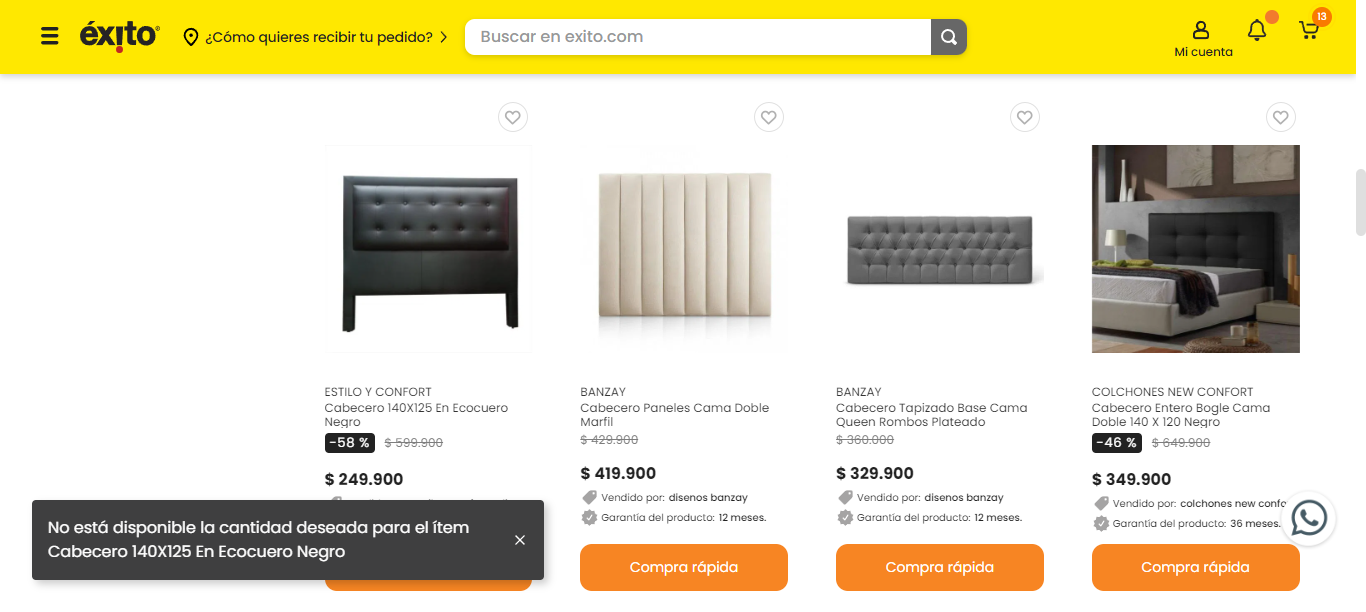 éxito
¿Cómo quieres recibir tu pedido?
Buscar en exito.com
Mi cuenta
13
ESTILO Y CONFORT
Cabecero 140X125 En Ecocuero
Negro
-58 % $ 599.900
$ 249.900
BANZAY
Cabecero Paneles Cama Doble
Marfil
$ 429.900
$ 419.900
Vendido por: disenos banzay
Garantía del producto: 12 meses.
Compra rápida
BANZAY
Cabecero Tapizado Base Cama
Queen Rombos Plateado
$ 360.000
$ 329.900
Vendido por: disenos banzay
Garantía del producto: 12 meses.
Compra rápida
COLCHONES NEW CONFORT
Cabecero Entero Bogle Cama
Doble 140 X 120 Negro
-46 % $ 649.900
$ 349.900
Vendido por: colchones new confo
Garantía del producto: 36 meses.
Compra rápida
No está disponible la cantidad deseada para el ítem
Cabecero 140X125 En Ecocuero Negro